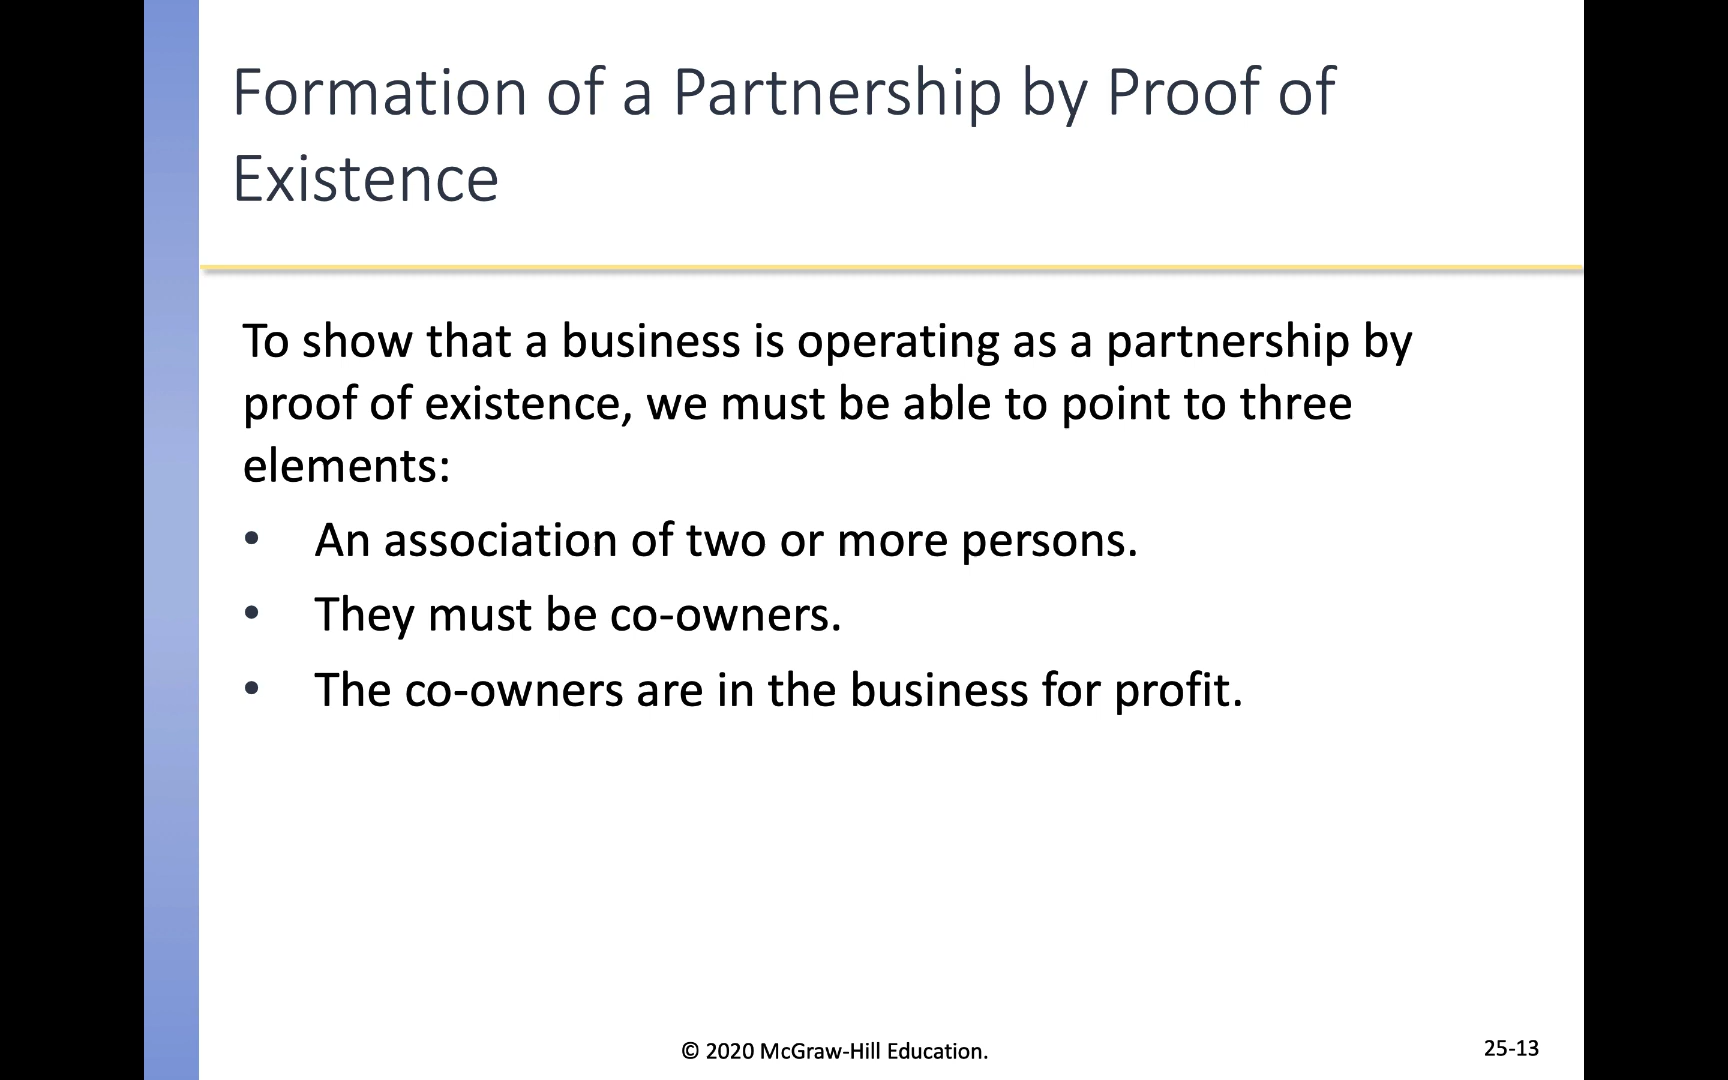 Formation of a Partnership by Proof of
Existence
To show that a business is operating as a partnership by
proof of existence, we must be able to point to three
elements:
• An association of two or more persons.
• They must be co-owners.
• The co-owners are in the business for profit.
© 2020 McGraw-Hill Education.
25-13